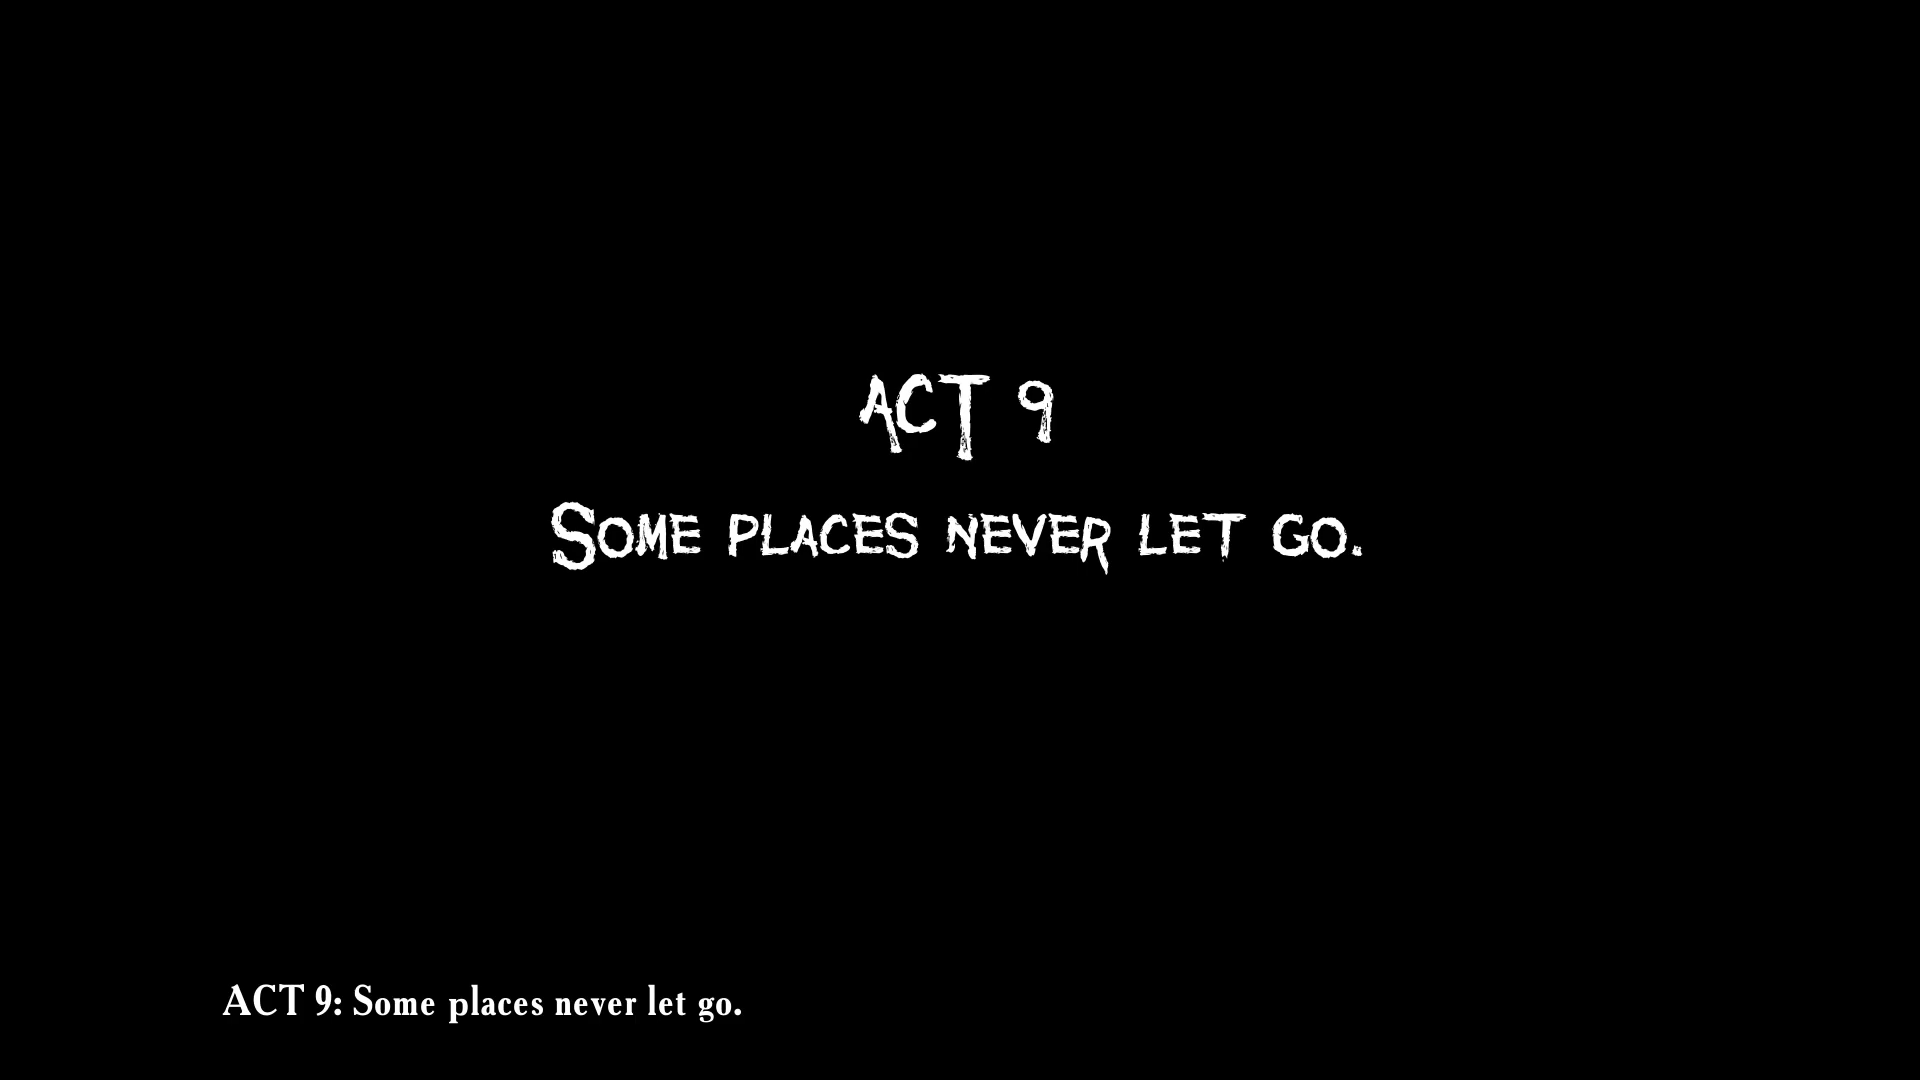 ACT 9
Some places never let go.
ACT 9: Some places never let go.